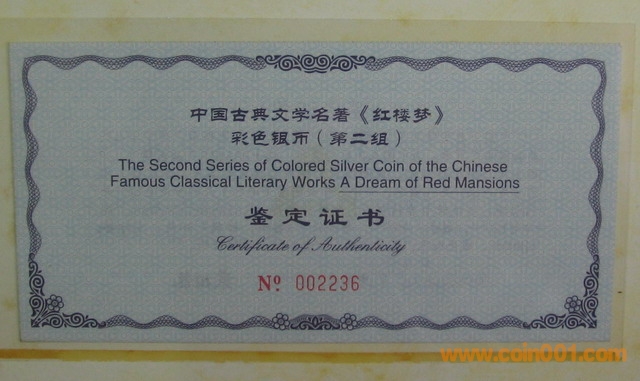 中国古典文学名著《红楼梦》
彩色银币（第二组）
The Second Series of Colored Silver Coin of the Chinese
Famous Classical Literary Works A Dream of Red Mansions
鉴定证书
Certificate of Authenticity
Nº 002236
www.coin001.com